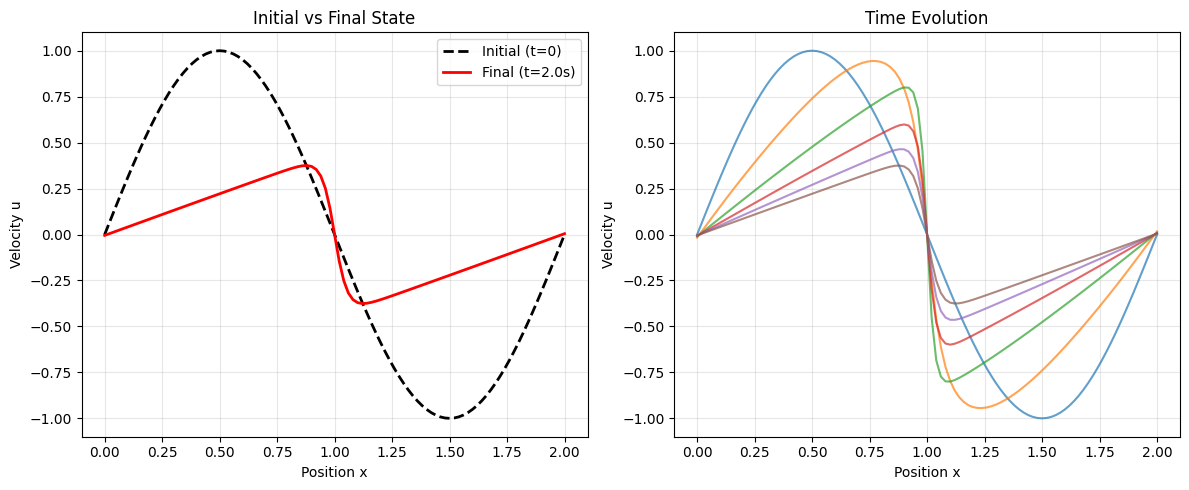 Initial vs Final State
Velocity u
1.00
0.75
0.50
0.25
0.00
−0.25
−0.50
−0.75
−1.00
Initial (t=0)
Final (t=2.0s)
0.00 0.25 0.50 0.75 1.00 1.25 1.50 1.75 2.00
Position x
Time Evolution
Velocity u
1.00
0.75
0.50
0.25
0.00
−0.25
−0.50
−0.75
−1.00
0.00 0.25 0.50 0.75 1.00 1.25 1.50 1.75 2.00
Position x